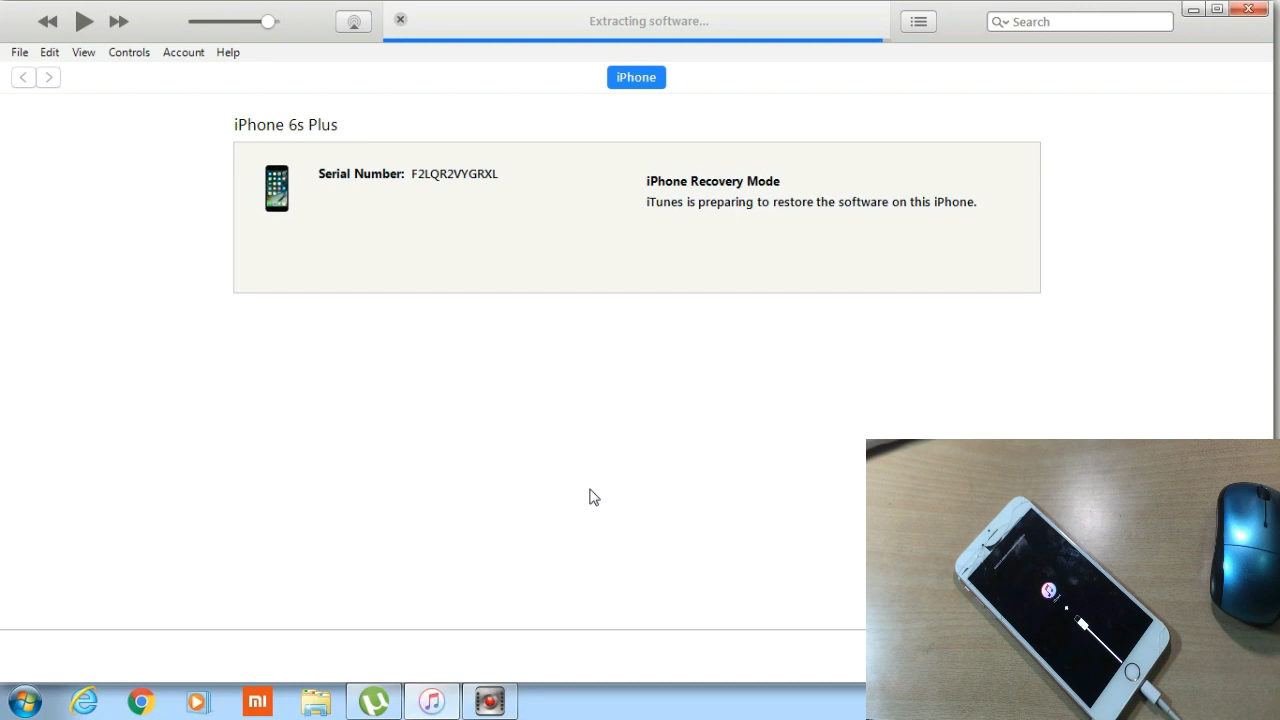 Extracting software...
Search
File Edit View Controls Account Help
iPhone
iPhone 6s Plus
Serial Number: F2LQR2VYGRXL
iPhone Recovery Mode
iTunes is preparing to restore the software on this iPhone.
mi